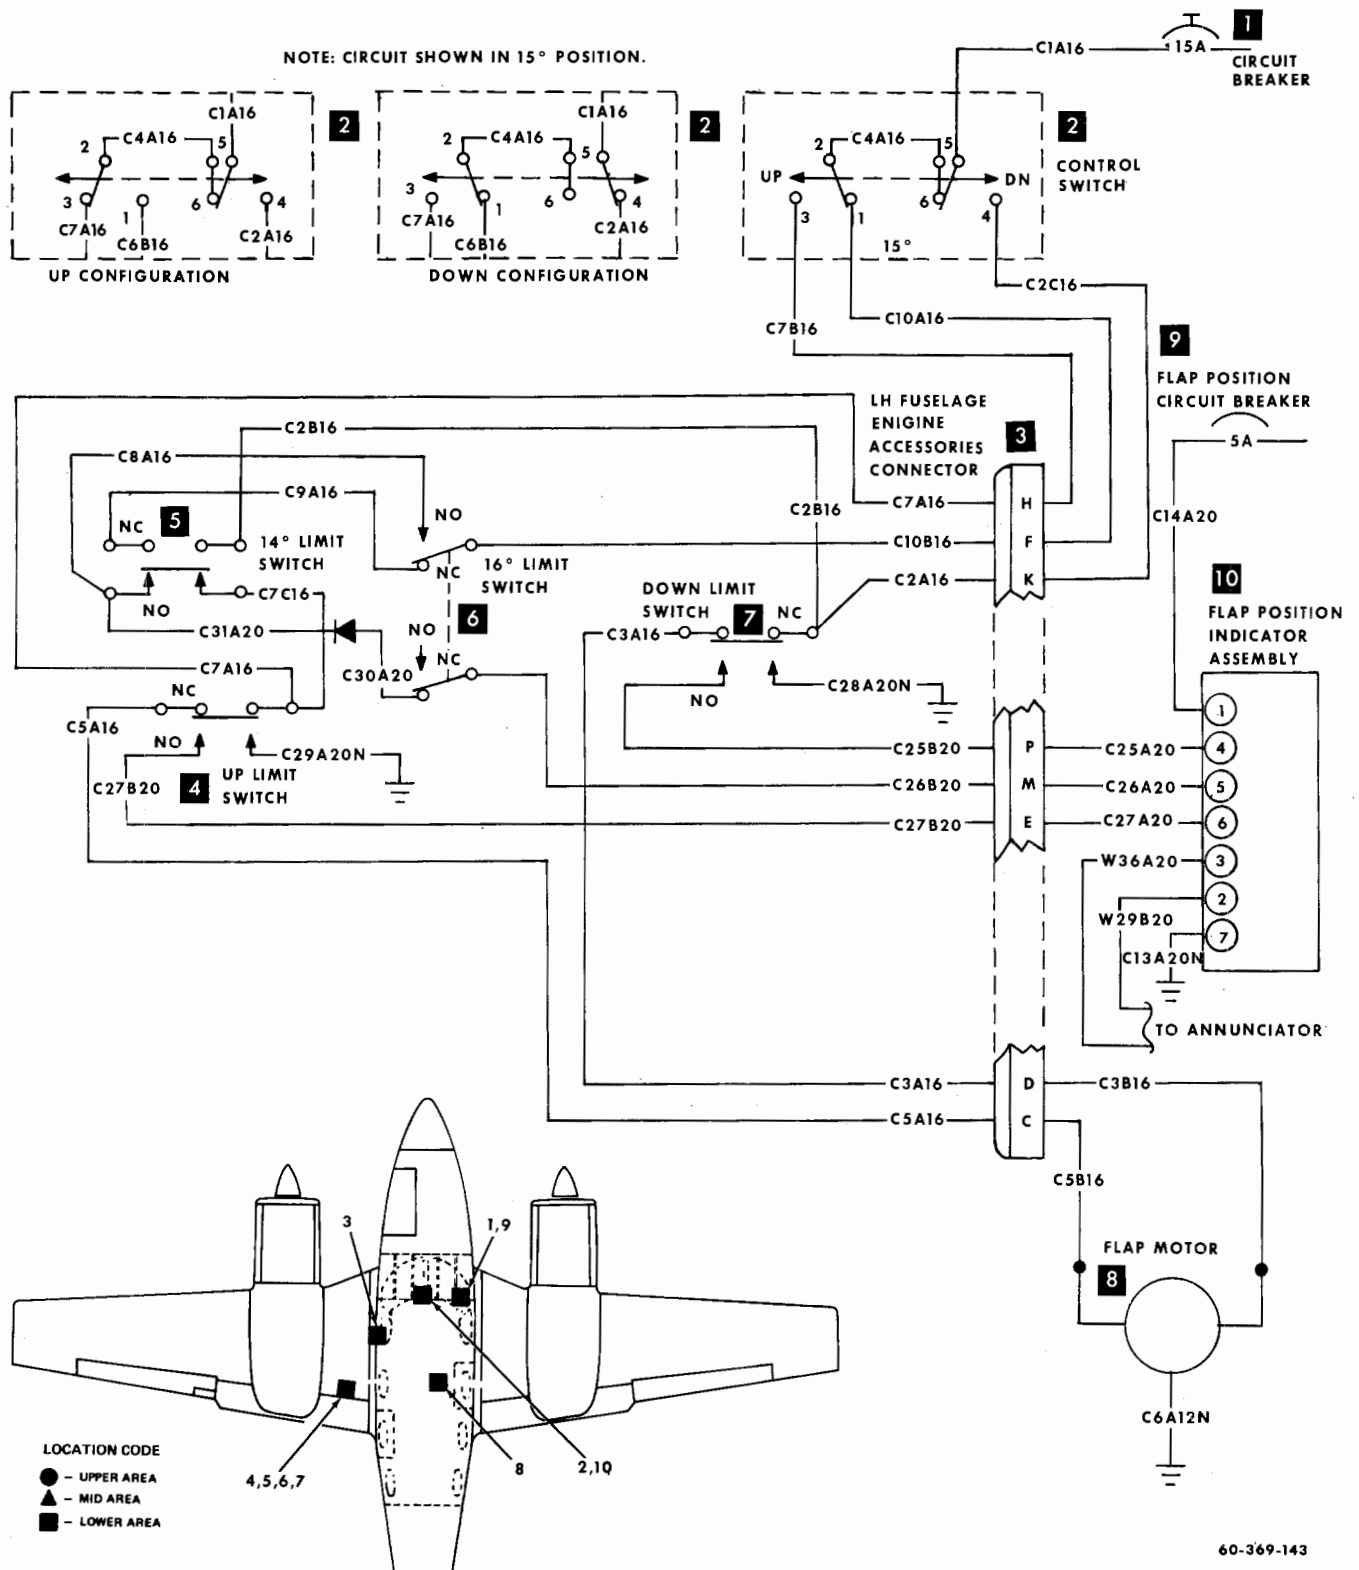 NOTE: CIRCUIT SHOWN IN 15° POSITION.
C1A16
15A
1
CIRCUIT
BREAKER
C1A16
2
C4A16
5
3
1
6
4
C7A16
C6B16
C2A16
UP CONFIGURATION
2
C1A16
2
C4A16
5
3
1
6
4
C7A16
C6B16
C2A16
DOWN CONFIGURATION
2
2
C4A16
5
UP
DN
3
1
6
4
15°
2
CONTROL
SWITCH
C2C16
C10A16
C7B16
9
FLAP POSITION
CIRCUIT BREAKER
5A
LH FUSELAGE
ENIGINE
ACCESSORIES
CONNECTOR
3
C2B16
C8A16
C9A16
NC
5
14° LIMIT
SWITCH
NO
NC
16° LIMIT
SWITCH
C7A16
H
C2B16
C14A20
C10B16
F
C2A16
K
NO
C7C16
DOWN LIMIT
SWITCH
7
NC
6
10
FLAP POSITION
INDICATOR
ASSEMBLY
C31A20
NO
NC
C3A16
C7A16
C30A20
NC
C5A16
NO
C28A20N
1
NO
C29A20N
C25B20
P
C25A20
4
C27B20
4
UP LIMIT
SWITCH
C26B20
M
C26A20
5
C27B20
E
C27A20
6
W36A20
3
2
W29B20
7
C13A20N
TO ANNUNCIATOR
C3A16
D
C3B16
C5A16
C
C5B16
FLAP MOTOR
8
C6A12N
3
1,9
4,5,6,7
8
2,10
LOCATION CODE
– UPPER AREA
– MID AREA
– LOWER AREA
60-369-143